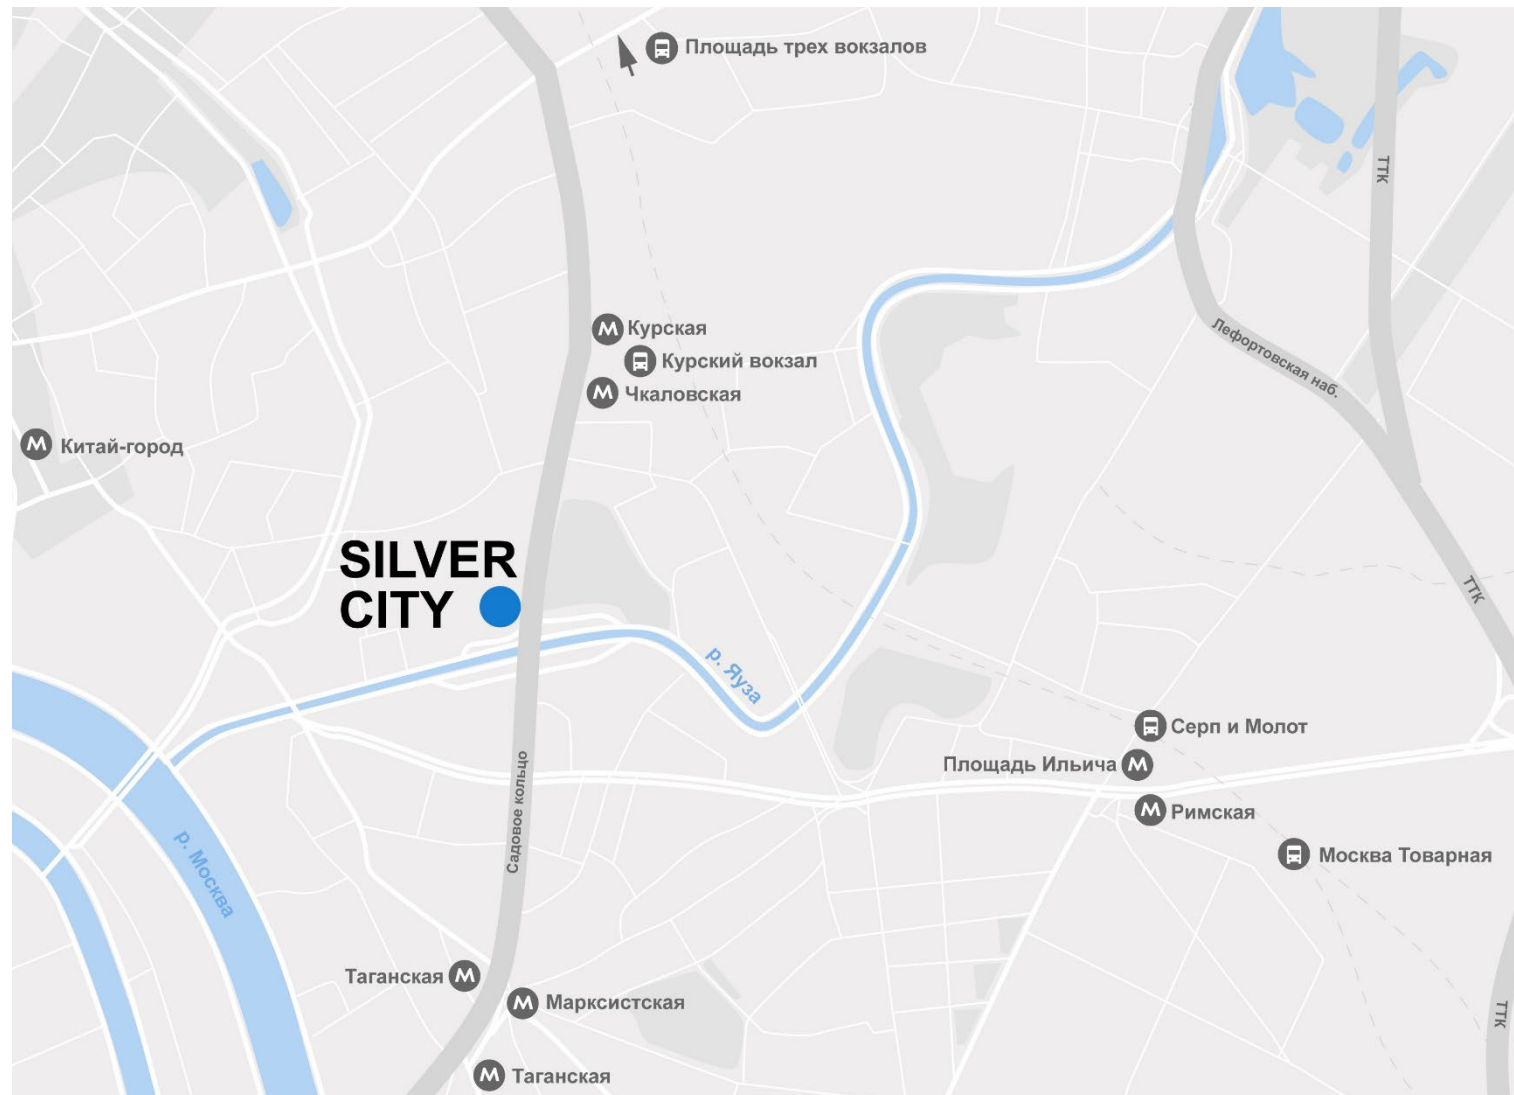 Площадь трех вокзалов
ТТК
Курская
Лефортовская наб.
Курский вокзал
Чкаловская
Китай-город
SILVER
CITY
ТТК
р. Яуза
Серп и Молот
Площадь Ильича
Садовое кольцо
Римская
р. Москва
Москва Товарная
Таганская
Марксистская
ТТК
Таганская